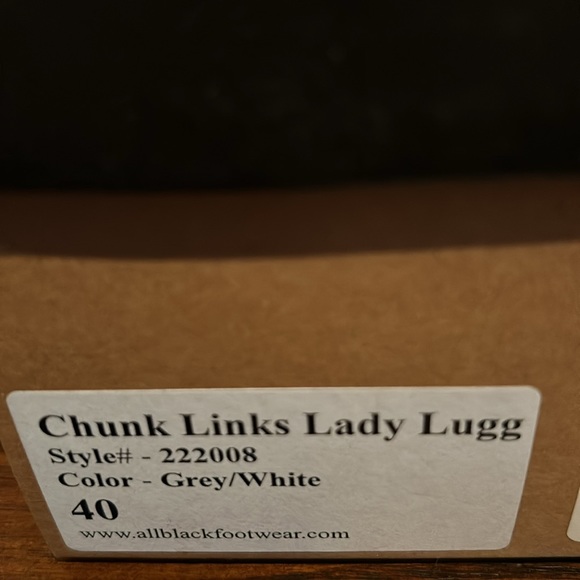 Chunk Links Lady Lugg
Style# - 222008
Color - Grey/White
40
www.allblackfootwear.com